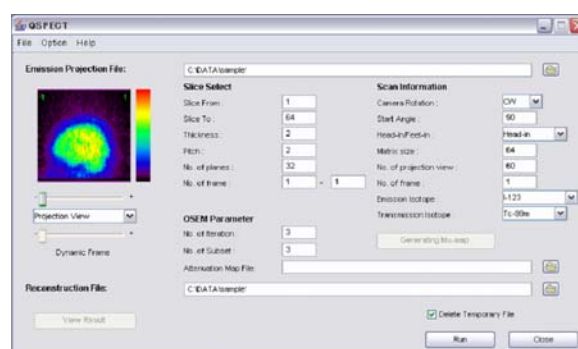 QSPECT
File Option Help
Emission Projection File: C:\DATA\sample\
Slice Select
Slice From : 1
Slice To : 64
Thickness : 2
Pitch : 2
No. of planes : 32
No. of frame : 1 - 1
Scan Information
Camera Rotation : CW
Start Angle : 90
Head-in/Feet-in : Head-in
Matrix size : 64
No. of projection view : 60
No. of frame : 1
Emission Isotope I-123
Transmission Isotope Tc-99m
- +
Projection View
- +
Dynamic Frame
OSEM Parameter
No. of Iteration 3
No. of Subset : 3
Generating Mu-map
Attenuation Map File:
Reconstruction File: C:\DATA\sample\
View Result
Delete Temporary File
Run Close